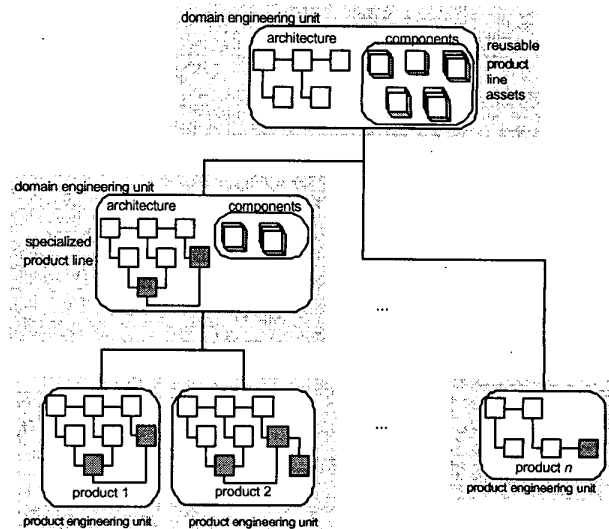 domain engineering unit
architecture
components
reusable
product
line
assets
domain engineering unit
architecture
components
specialized
product line
...
...
product 1
product 2
product n
product engineering unit
product engineering unit
product engineering unit